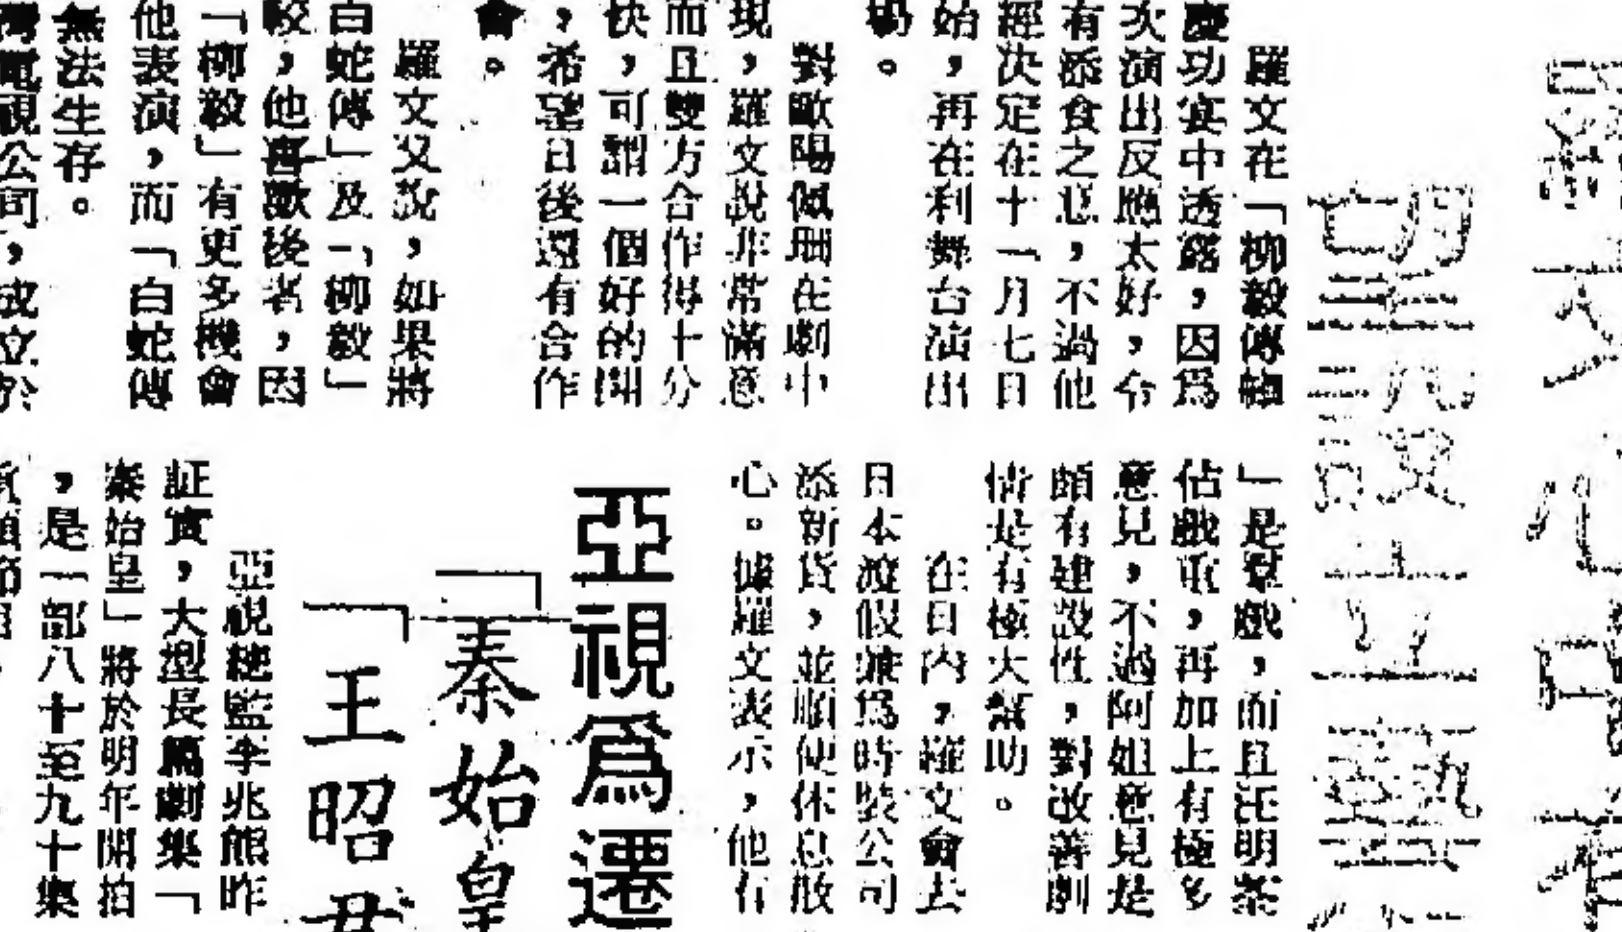 羅文在「柳毅傳書
慶功宴中透露，因爲
次演出反應太好，令
有添食之意，不過他
經決定在十一月七日
始，再在利舞台演出
場。
對歐陽佩珊在劇中
現，羅文說非常滿意
而且雙方合作得十分
快，可謂一個好的開
，希望日後還有合作
會。
羅文又說，如果將
白蛇傳」及「柳毅」
較，他喜歡後者，因
「柳毅」有更多機會
他表演，而「白蛇傳
無法生存。
灣電視公司，成立於
」是羣戲，而且汪明荃
佔戲重，再加上有極多
意見，不過阿姐意見是
頗有建設性，對改善劇
情是有極大幫助。
在日內，羅文會去
日本渡假兼爲時裝公司
添新貨，並順便休息散
心。據羅文表示，他有
亞視爲遷
「秦始皇
「王昭君
亞視總監李兆熊昨
証實，大型長篇劇集「
秦始皇」將於明年開拍
，是一部八十至九十集